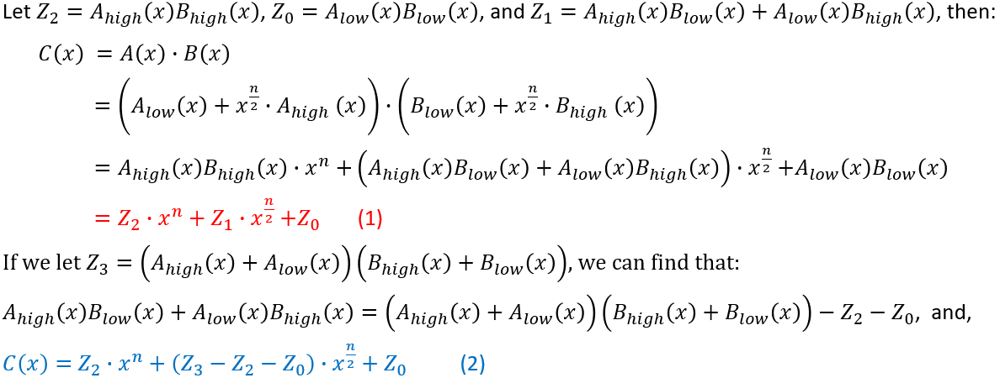 Let $Z_2 = A_{high}(x)B_{high}(x)$, $Z_0 = A_{low}(x)B_{low}(x)$, and $Z_1 = A_{high}(x)B_{low}(x) + A_{low}(x)B_{high}(x)$, then:
$C(x) = A(x) \cdot B(x)$
$= \left(A_{low}(x) + x^{\frac{n}{2}} \cdot A_{high}(x)\right) \cdot \left(B_{low}(x) + x^{\frac{n}{2}} \cdot B_{high}(x)\right)$
$= A_{high}(x)B_{high}(x) \cdot x^n + \left(A_{high}(x)B_{low}(x) + A_{low}(x)B_{high}(x)\right) \cdot x^{\frac{n}{2}} + A_{low}(x)B_{low}(x)$
$= Z_2 \cdot x^n + Z_1 \cdot x^{\frac{n}{2}} + Z_0$ (1)
If we let $Z_3 = \left(A_{high}(x) + A_{low}(x)\right)\left(B_{high}(x) + B_{low}(x)\right)$, we can find that:
$A_{high}(x)B_{low}(x) + A_{low}(x)B_{high}(x) = \left(A_{high}(x) + A_{low}(x)\right)\left(B_{high}(x) + B_{low}(x)\right) - Z_2 - Z_0$, and,
$C(x) = Z_2 \cdot x^n + (Z_3 - Z_2 - Z_0) \cdot x^{\frac{n}{2}} + Z_0$ (2)